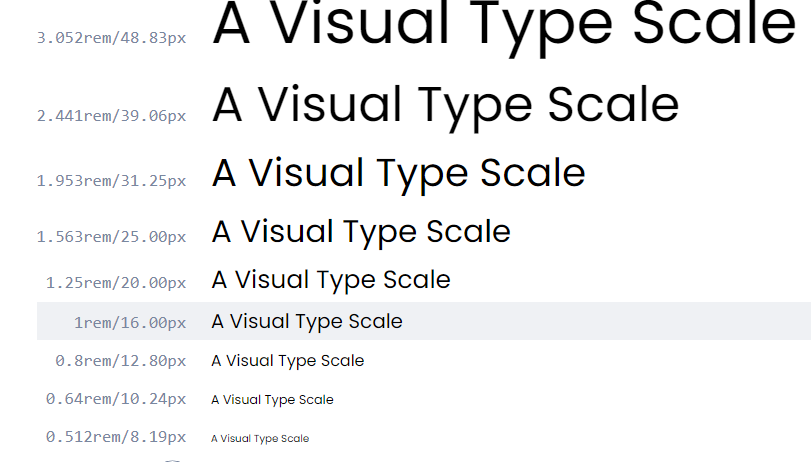 3.052rem/48.83px A Visual Type Scale
2.441rem/39.06px A Visual Type Scale
1.953rem/31.25px A Visual Type Scale
1.563rem/25.00px A Visual Type Scale
1.25rem/20.00px A Visual Type Scale
1rem/16.00px A Visual Type Scale
0.8rem/12.80px A Visual Type Scale
0.64rem/10.24px A Visual Type Scale
0.512rem/8.19px A Visual Type Scale